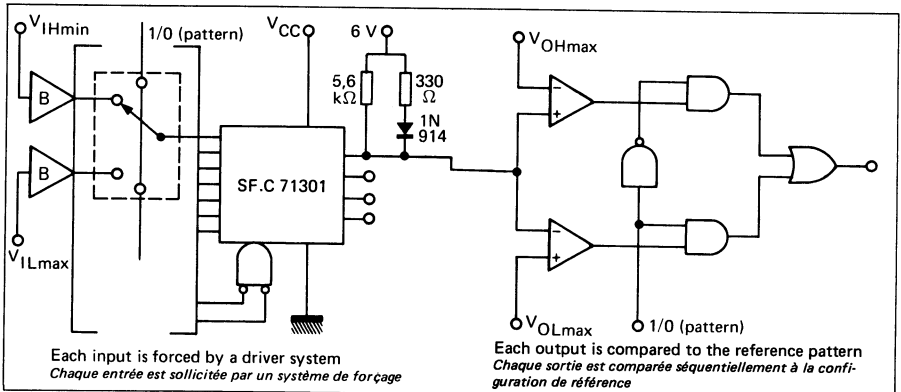 V_IHmin
1/0 (pattern)
V_CC
6 V
V_OHmax
B
5,6 kΩ
330 Ω
1N 914
B
SF.C 71301
V_ILmax
V_OLmax
1/0 (pattern)
Each input is forced by a driver system
Chaque entrée est sollicitée par un système de forçage
Each output is compared to the reference pattern
Chaque sortie est comparée séquentiellement à la confi-
guration de référence